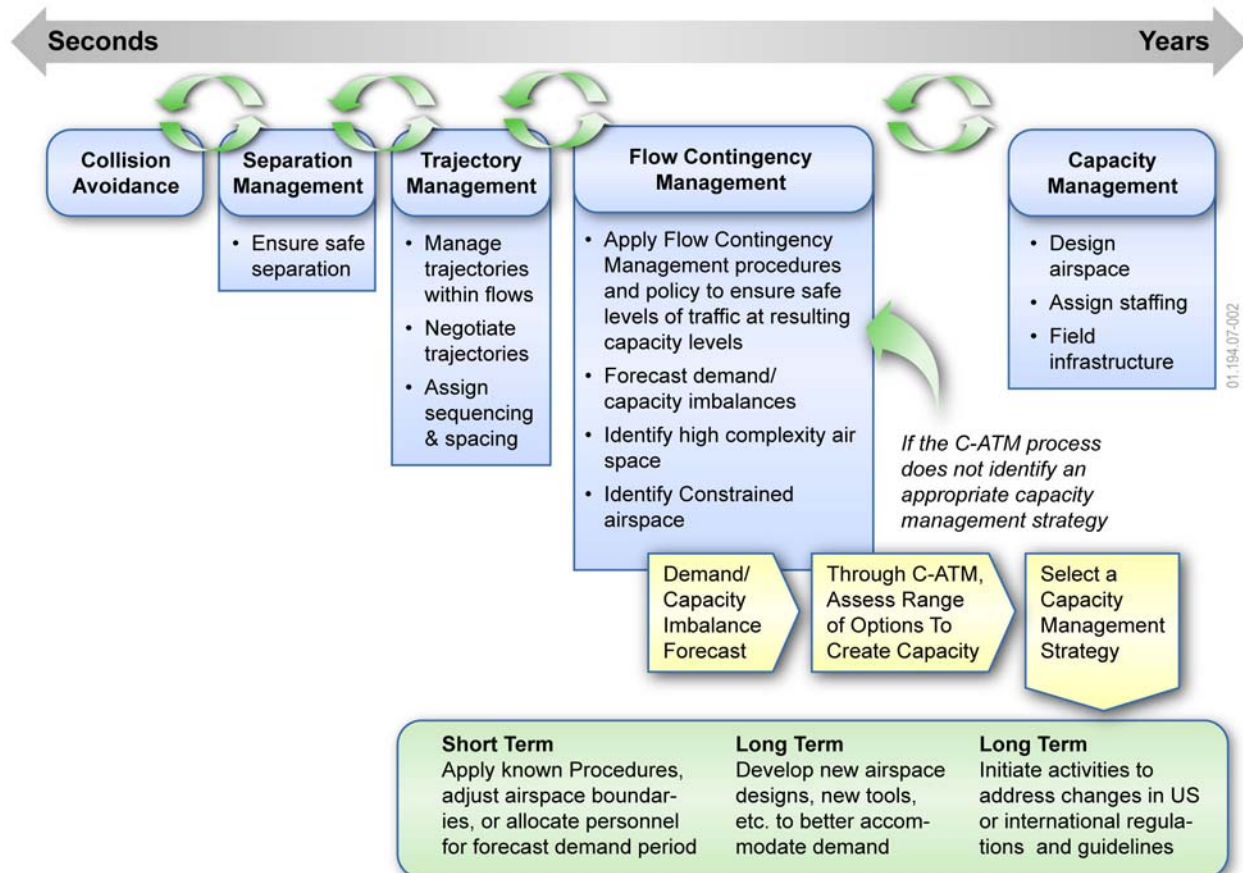 Seconds
Years
Collision
Avoidance
Separation
Management
• Ensure safe
separation
Trajectory
Management
• Manage
trajectories
within flows
• Negotiate
trajectories
• Assign
sequencing
& spacing
Flow Contingency
Management
• Apply Flow Contingency
Management procedures
and policy to ensure safe
levels of traffic at resulting
capacity levels
• Forecast demand/
capacity imbalances
• Identify high complexity air
space
• Identify Constrained
airspace
Capacity
Management
• Design
airspace
• Assign staffing
• Field
infrastructure
01.194.07-002
If the C-ATM process
does not identify an
appropriate capacity
management strategy
Demand/
Capacity
Imbalance
Forecast
Through C-ATM,
Assess Range
of Options To
Create Capacity
Select a
Capacity
Management
Strategy
Short Term
Apply known Procedures,
adjust airspace boundar-
ies, or allocate personnel
for forecast demand period
Long Term
Develop new airspace
designs, new tools,
etc. to better accom-
modate demand
Long Term
Initiate activities to
address changes in US
or international regula-
tions and guidelines